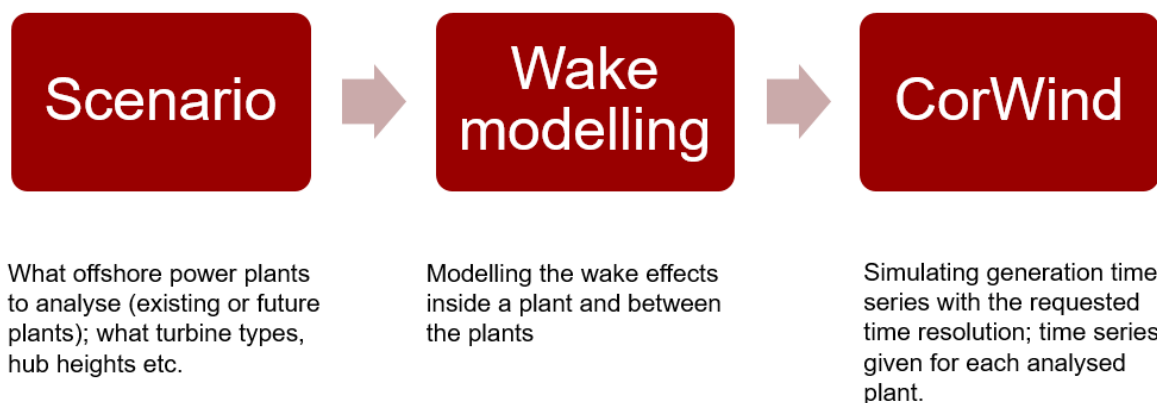 Scenario
Wake
modelling
CorWind
What offshore power plants
to analyse (existing or future
plants); what turbine types,
hub heights etc.
Modelling the wake effects
inside a plant and between
the plants
Simulating generation time
series with the requested
time resolution; time series
given for each analysed
plant.